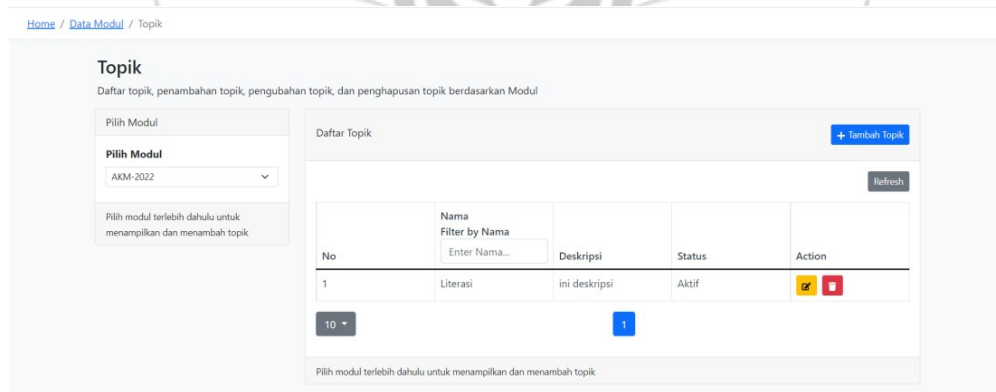 Home / Data Modul / Topik
Topik
Daftar topik, penambahan topik, pengubahan topik, dan penghapusan topik berdasarkan Modul
Pilih Modul
Pilih Modul
AKM-2022
Pilih modul terlebih dahulu untuk
menampilkan dan menambah topik
Daftar Topik
+ Tambah Topik
Refresh
No
Nama
Filter by Nama
Enter Nama...
Deskripsi
Status
Action
1
Literasi
ini deskripsi
Aktif
10
1
Pilih modul terlebih dahulu untuk menampilkan dan menambah topik